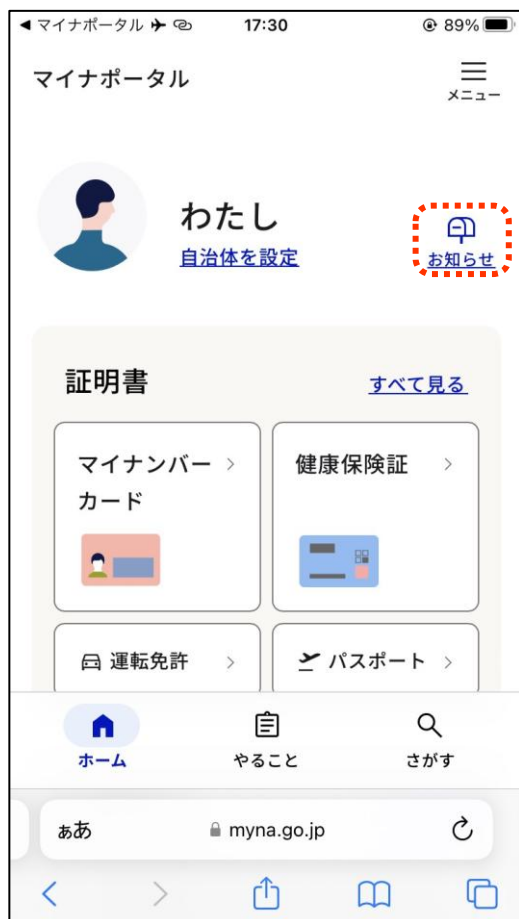 マイナポータル 17:30 89%
マイナポータル
メニュー
わたし
自治体を設定
お知らせ
証明書 すべて見る
マイナンバーカード
健康保険証
運転免許 パスポート
ホーム やること さがす
ぁあ myna.go.jp